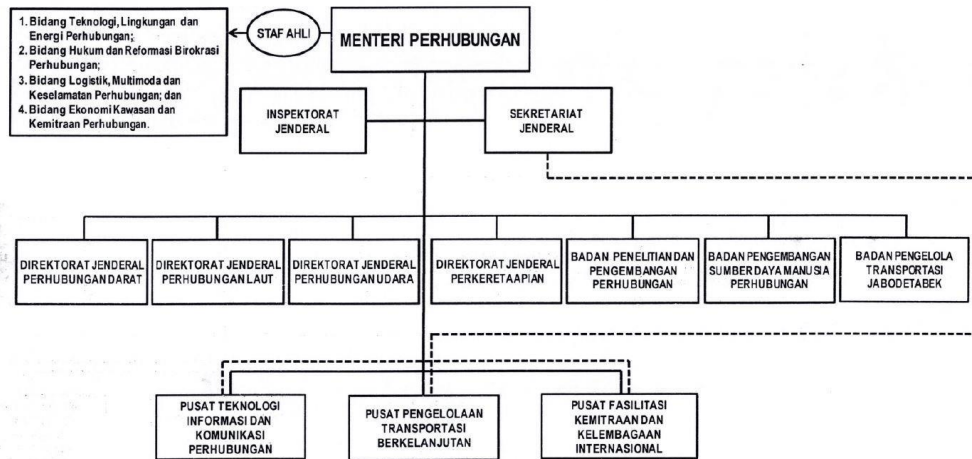 1. Bidang Teknologi, Lingkungan dan
Energi Perhubungan;
2. Bidang Hukum dan Reformasi Birokrasi
Perhubungan;
3. Bidang Logistik, Multimoda dan
Keselamatan Perhubungan; dan
4. Bidang Ekonomi Kawasan dan
Kemitraan Perhubungan.
STAF AHLI
MENTERI PERHUBUNGAN
INSPEKTORAT
JENDERAL
SEKRETARIAT
JENDERAL
DIREKTORAT JENDERAL
PERHUBUNGAN DARAT
DIREKTORAT JENDERAL
PERHUBUNGAN LAUT
DIREKTORAT JENDERAL
PERHUBUNGAN UDARA
DIREKTORAT JENDERAL
PERKERETAAPIAN
BADAN PENELITIAN DAN
PENGEMBANGAN
PERHUBUNGAN
BADAN PENGEMBANGAN
SUMBER DAYA MANUSIA
PERHUBUNGAN
BADAN PENGELOLA
TRANSPORTASI
JABODETABEK
PUSAT TEKNOLOGI
INFORMASI DAN
KOMUNIKASI
PERHUBUNGAN
PUSAT PENGELOLAAN
TRANSPORTASI
BERKELANJUTAN
PUSAT FASILITASI
KEMITRAAN DAN
KELEMBAGAAN
INTERNASIONAL